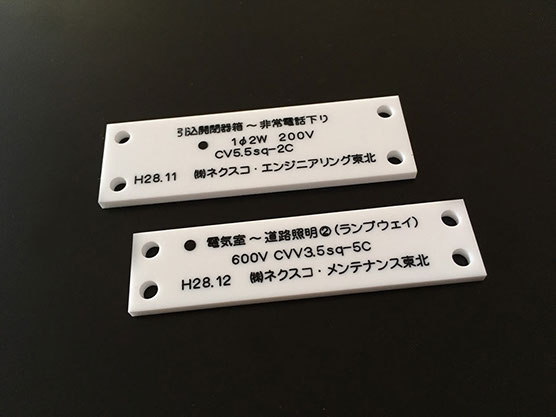 引込開閉器箱～非常電話下り
● 1φ2W 200V
CV5.5sq-2C
H28.11 ㈱ネクスコ・エンジニアリング東北
● 電気室～道路照明②(ランプウェイ)
600V CVV3.5sq-5C
H28.12 ㈱ネクスコ・メンテナンス東北